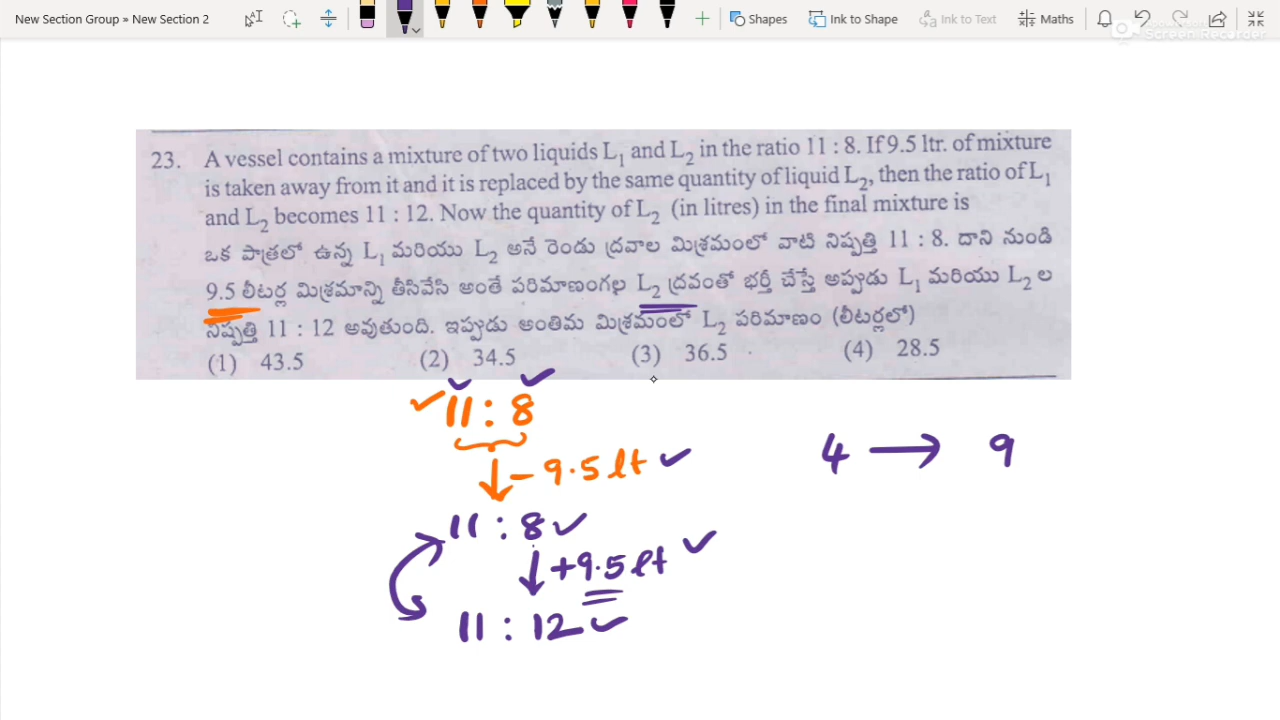 New Section Group » New Section 2
Shapes
Ink to Shape
Ink to Text
Maths
Screen Recorder
23. A vessel contains a mixture of two liquids L₁ and L₂ in the ratio 11 : 8. If 9.5 ltr. of mixture
is taken away from it and it is replaced by the same quantity of liquid L₂, then the ratio of L₁
and L₂ becomes 11 : 12. Now the quantity of L₂ (in litres) in the final mixture is
ఒక పాత్రలో ఉన్న L₁ మరియు L₂ అనే రెండు ద్రవాల మిశ్రమంలో వాటి నిష్పత్తి 11 : 8. దాని నుండి
9.5 లీటర్ల మిశ్రమాన్ని తీసివేసి అంతే పరిమాణంగల్ల L₂ ద్రవంతో భర్తీ చేస్తే అప్పుడు L₁ మరియు L₂ ల
నిష్పత్తి 11 : 12 అవుతుంది. ఇప్పుడు అంతిమ మిశ్రమంలో L₂ పరిమాణం (లీటర్లలో)
(1) 43.5 (2) 34.5 (3) 36.5 (4) 28.5
11 : 8
- 9.5 lt
4 → 9
11 : 8
+9.5 lt
11 : 12